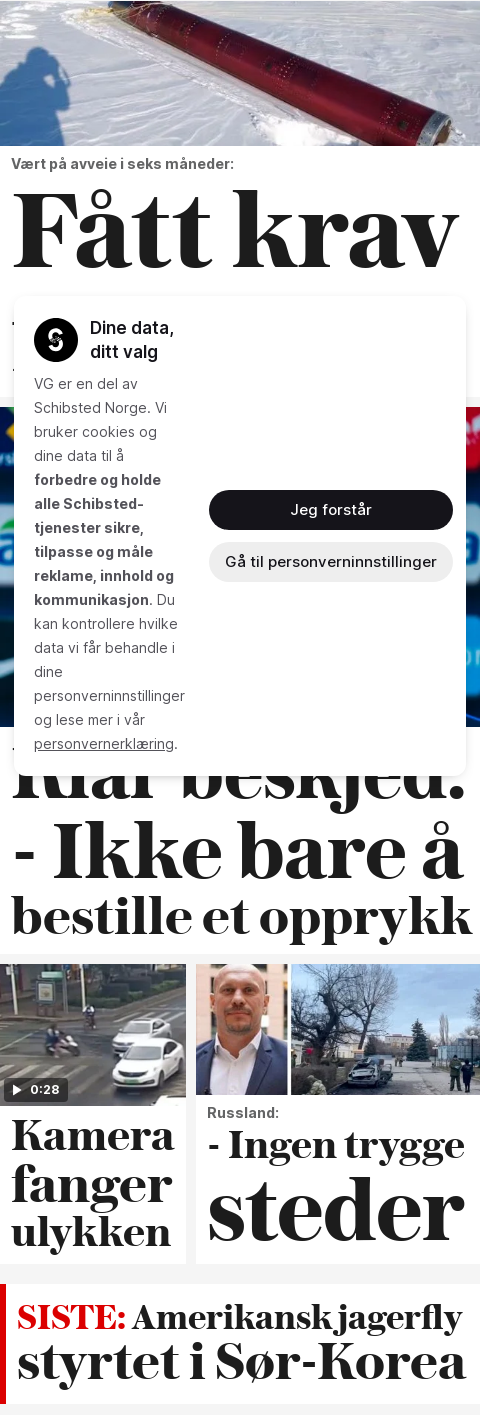 Vært på avveie i seks måneder:
Fått krav
Dine data,
ditt valg
VG er en del av
Schibsted Norge. Vi
bruker cookies og
dine data til å
forbedre og holde
alle Schibsted-
tjenester sikre,
tilpasse og måle
reklame, innhold og
kommunikasjon. Du
kan kontrollere hvilke
data vi får behandle i
dine
personverninnstillinger
og lese mer i vår
personvernerklæring.
Jeg forstår
Gå til personverninnstillinger
Klar beskjed:
- Ikke bare å
bestille et opprykk
0:28
Kamera
fanger
ulykken
Russland:
- Ingen trygge
steder
SISTE: Amerikansk jagerfly
styrtet i Sør-Korea